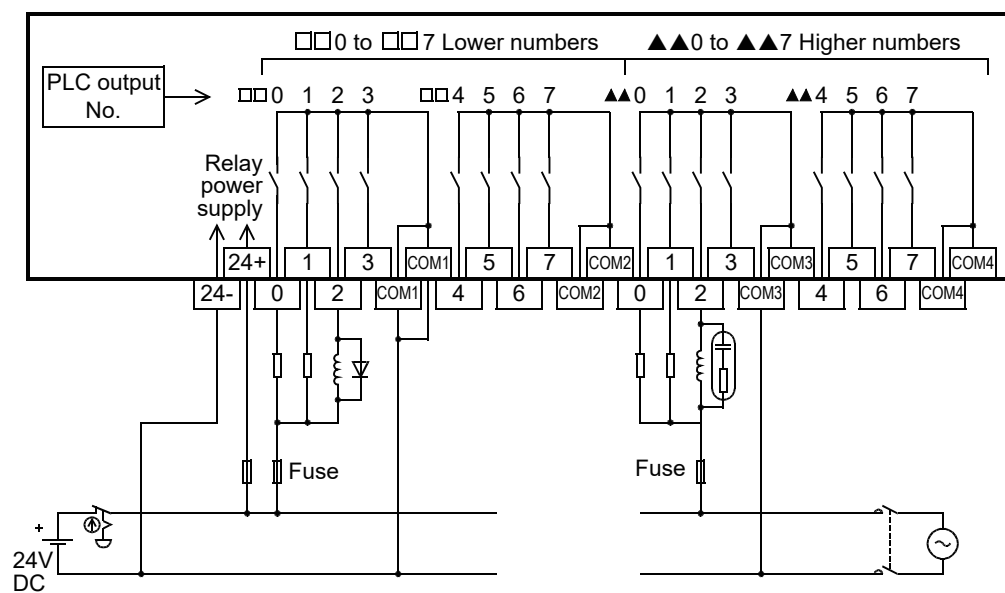 □□0 to □□7 Lower numbers ▲▲0 to ▲▲7 Higher numbers
PLC output
No.
□□0 1 2 3 □□4 5 6 7 ▲▲0 1 2 3 ▲▲4 5 6 7
Relay
power
supply
24+ 1 3 COM1 5 7 COM2 1 3 COM3 5 7 COM4
24- 0 2 COM1 4 6 COM2 0 2 COM3 4 6 COM4
Fuse Fuse
+
24V
DC